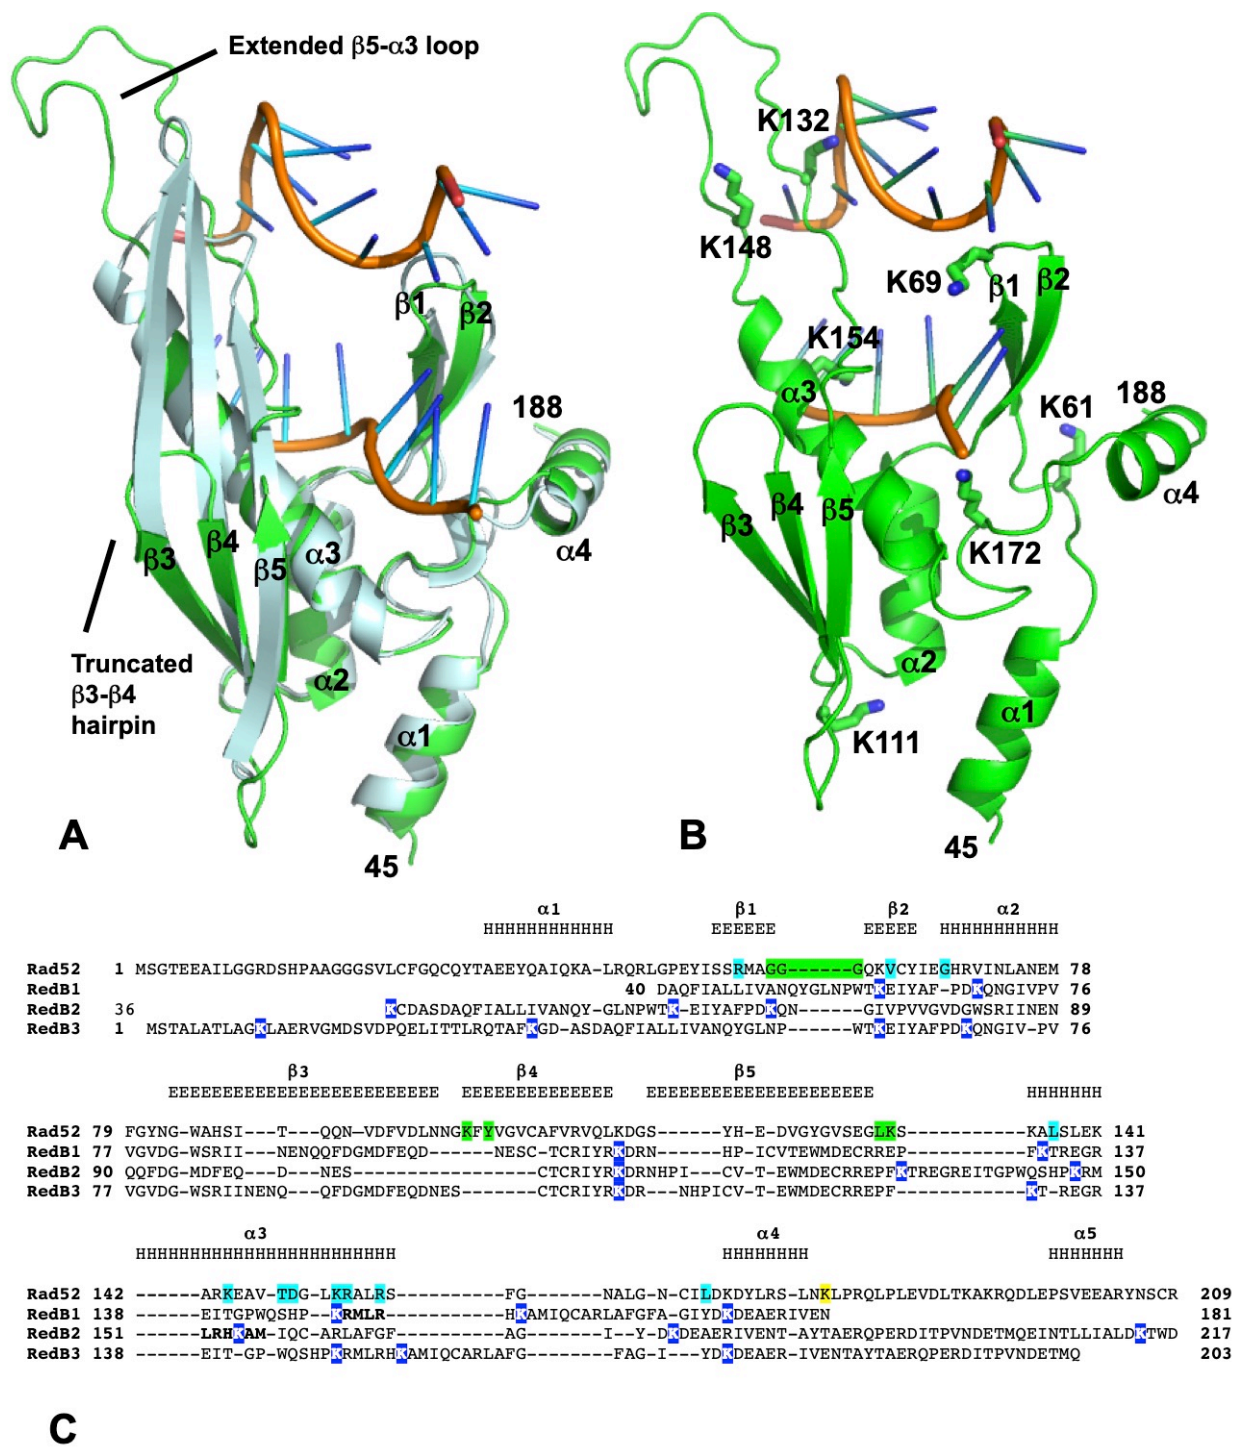 Extended β5-α3 loop
β1
β2
188
β3
β4
β5
α3
α4
Truncated
β3-β4
hairpin
α2
α1
A
45
K132
K148
K69
β1
β2
K154
α3
K61
188
β3
β4
β5
α4
K172
α2
K111
α1
B
45
α1 β1 β2 α2
HHHHHHHHHHHH EEEEEE EEEEE HHHHHHHHHHH
Rad52 1 MSGTEEAILGGRDSHPAAGGGSVLCFGQCQYTAEEYQAIQKA-LRQRLGPEYISSRMAGG------GQKVCYIEGHRVINLANEM 78
RedB1 40 DAQFIALLIVANQYGLNPWTKEIYAF-PDKQNGIVPV 76
RedB2 36 KCDASDAQFIALLIVANQY-GLNPWTK-EIYAFPDKQN------GIVPVVGVDGWSRIINEN 89
RedB3 1 MSTALATLAGKLAERVGMDSVDPQELITTLRQTAFKGD-ASDAQFIALLIVANQYGLNP------WTKEIYAFPDKQNGIV-PV 76
β3 β4 β5
EEEEEEEEEEEEEEEEEEEEEEEEE EEEEEEEEEEEEEE EEEEEEEEEEEEEEEEEEEEE HHHHHHH
Rad52 79 FGYNG-WAHSI---T---QQN-VDFVDLNNGKFYVGVCAFVRVQLKDGS------YH-E-DVGYGVSEGLKS-----------KALSLEK 141
RedB1 77 VGVDG-WSRII---NENQQFDGMDFEQD------NESC-TCRIYRKDRN------HP-ICVTEWMDECRREP------------FKTREGR 137
RedB2 90 QQFDG-MDFEQ--D---NES-----------------CTCRIYRKDRNHPI---CV-T-EWMDECRREPFKTREGREITGPWQSHPKRM 150
RedB3 77 VGVDG-WSRIINENQ---QFDGMDFEQDNES-------CTCRIYRKDR---NHPICV-T-EWMDECRREPF------------KT-REGR 137
α3 α4 α5
HHHHHHHHHHHHHHHHHHHHHHHH HHHHHHHH HHHHHHH
Rad52 142 ------ARKEAV-TDG-LKRALRS----------FG-------NALG-N-CILDKDYLRS-LNKLPRQLPLEVDLTKAKRQDLEPSVEEARYNSCR 209
RedB1 138 ------EITGPWQSHP--KRMLR-----------HKAMIQCARLAFGFA-GIYDKDEAERIVEN 181
RedB2 151 ------LRHKAM-IQC-ARLAFGF----------AG-------I---Y-DKDEAERIVENT-AYTAERQPERDITPVNDETMQEINTLLIALDKTWD 217
RedB3 138 ------EIT-GP-WQSHPKRMLRHKAMIQCARLAFG--------FAG-I---YDKDEAER-IVENTAYTAERQPERDITPVNDETMQ 203
C